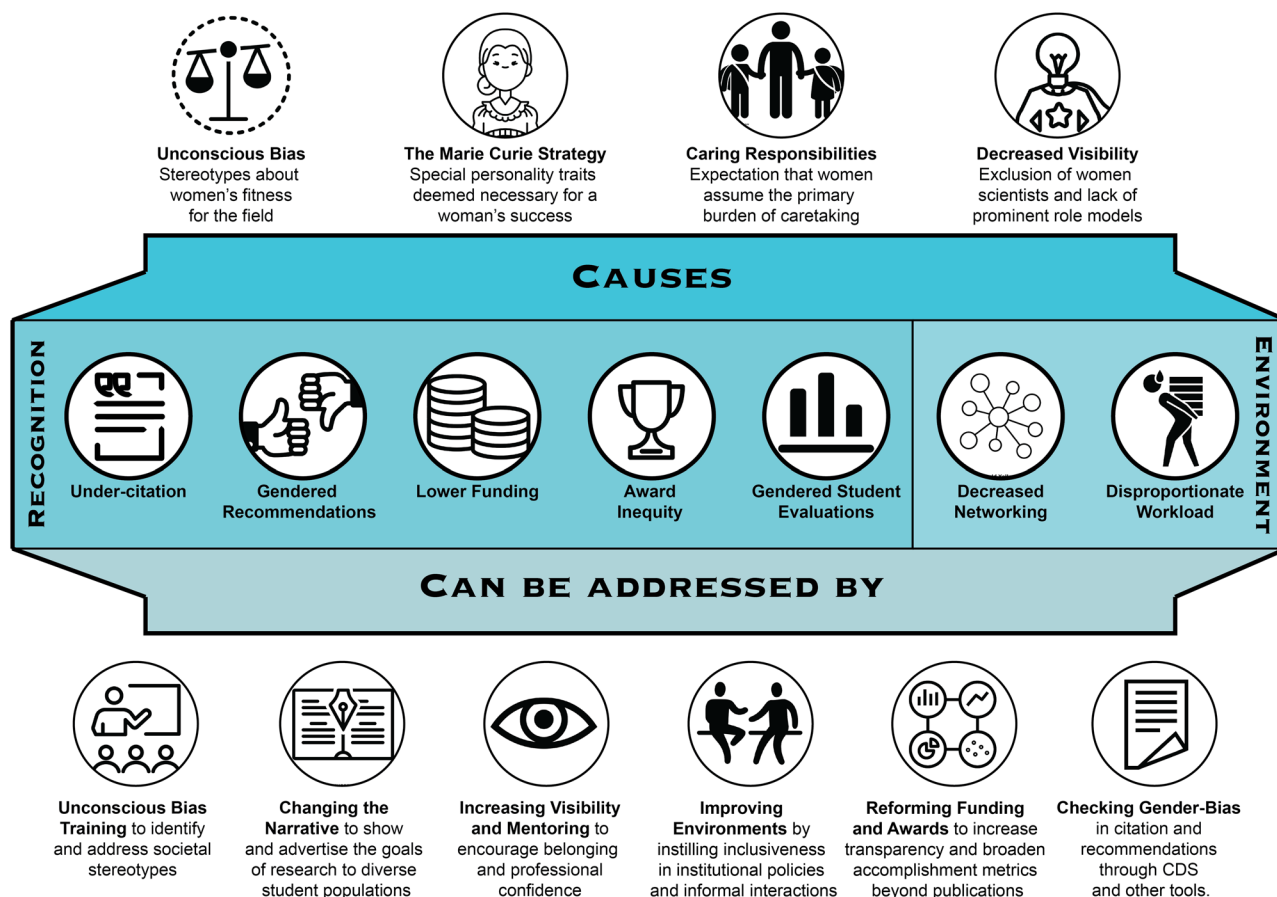 Unconscious Bias
Stereotypes about
women's fitness
for the field
The Marie Curie Strategy
Special personality traits
deemed necessary for a
woman's success
Caring Responsibilities
Expectation that women
assume the primary
burden of caretaking
Decreased Visibility
Exclusion of women
scientists and lack of
prominent role models
CAUSES
RECOGNITION
Under-citation
Gendered
Recommendations
Lower Funding
Award
Inequity
Gendered Student
Evaluations
Decreased
Networking
Disproportionate
Workload
ENVIRONMENT
CAN BE ADDRESSED BY
Unconscious Bias
Training to identify
and address societal
stereotypes
Changing the
Narrative to show
and advertise the goals
of research to diverse
student populations
Increasing Visibility
and Mentoring to
encourage belonging
and professional
confidence
Improving
Environments by
instilling inclusiveness
in institutional policies
and informal interactions
Reforming Funding
and Awards to increase
transparency and broaden
accomplishment metrics
beyond publications
Checking Gender-Bias
in citation and
recommendations
through CDS
and other tools.